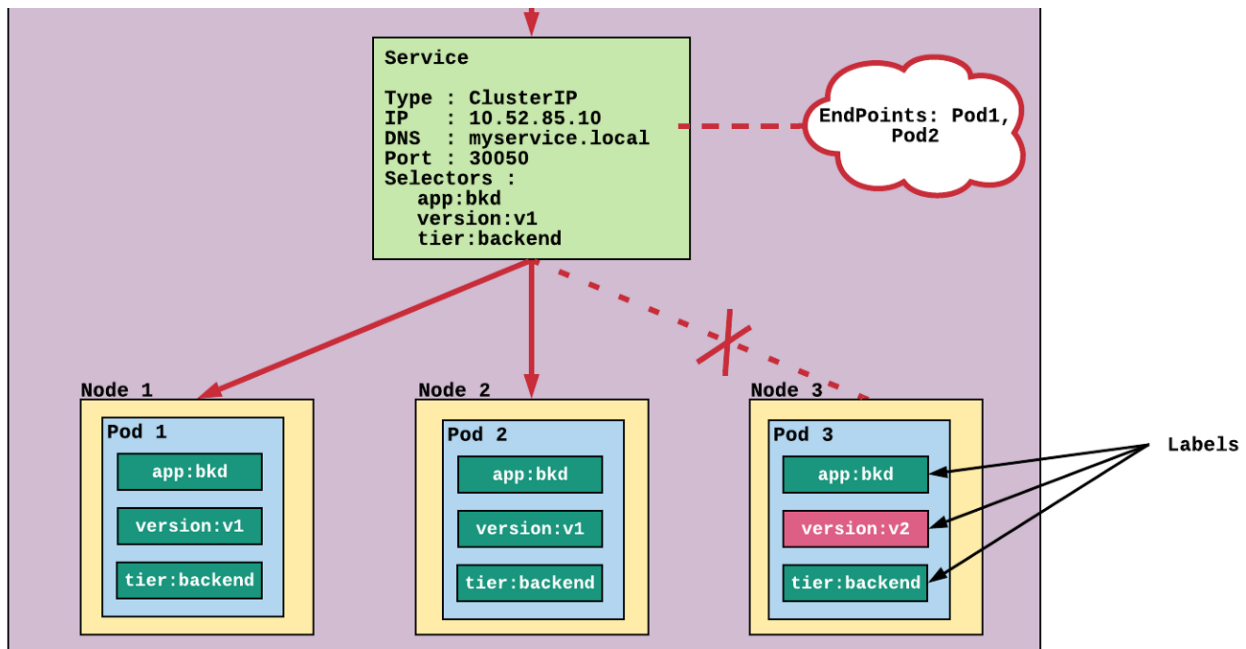 Service
Type : ClusterIP
IP : 10.52.85.10
DNS : myservice.local
Port : 30050
Selectors :
app:bkd
version:v1
tier:backend
EndPoints: Pod1,
Pod2
Node 1
Pod 1
app:bkd
version:v1
tier:backend
Node 2
Pod 2
app:bkd
version:v1
tier:backend
Node 3
Pod 3
app:bkd
version:v2
tier:backend
Labels